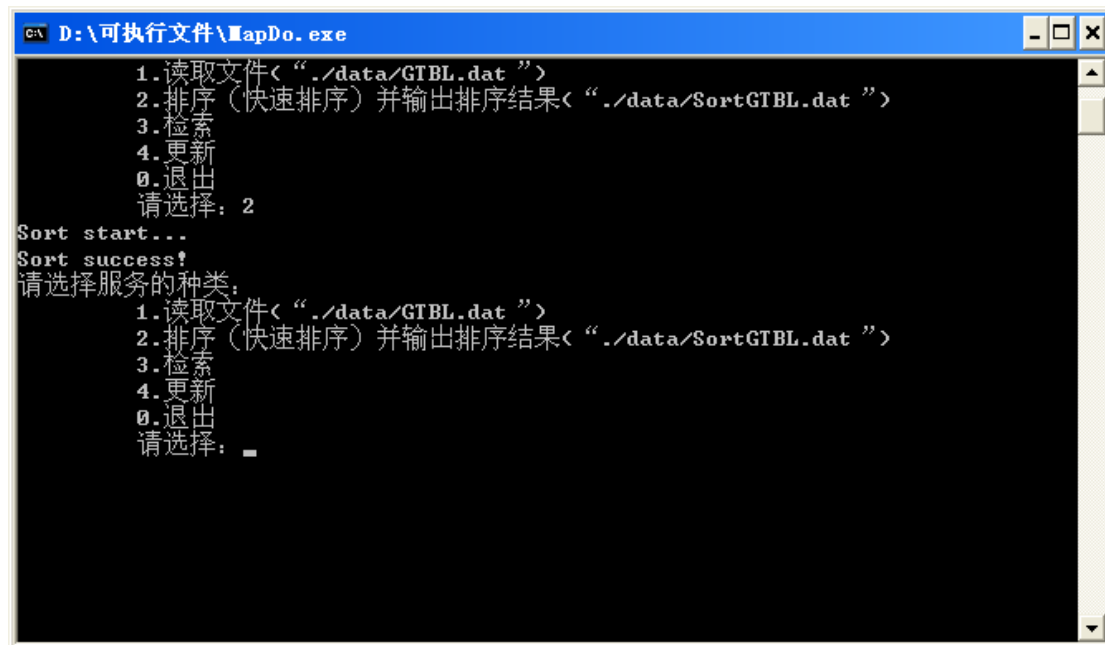 D:\可执行文件\MapDo.exe
1.读取文件(“./data/GTBL.dat ”)
2.排序（快速排序）并输出排序结果(“./data/SortGTBL.dat ”)
3.检索
4.更新
0.退出
请选择：2
Sort start...
Sort success!
请选择服务的种类：
1.读取文件(“./data/GTBL.dat ”)
2.排序（快速排序）并输出排序结果(“./data/SortGTBL.dat ”)
3.检索
4.更新
0.退出
请选择：